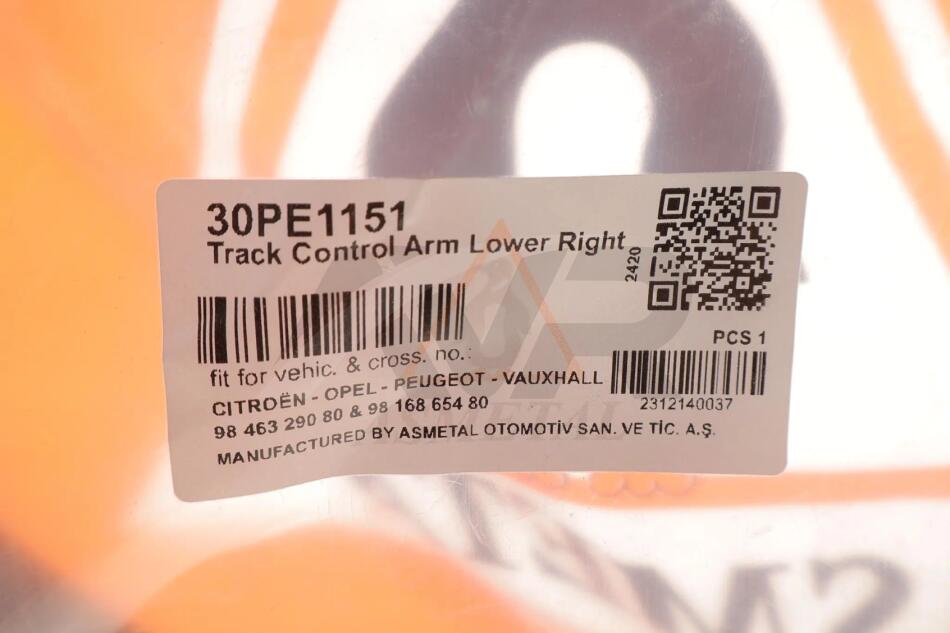 30PE1151
Track Control Arm Lower Right
2420
PCS 1
fit for vehic. & cross. no.:
CITROËN - OPEL - PEUGEOT - VAUXHALL
98 463 290 80 & 98 168 654 80
2312140037
MANUFACTURED BY ASMETAL OTOMOTİV SAN. VE TİC. A.Ş.
ASMETAL